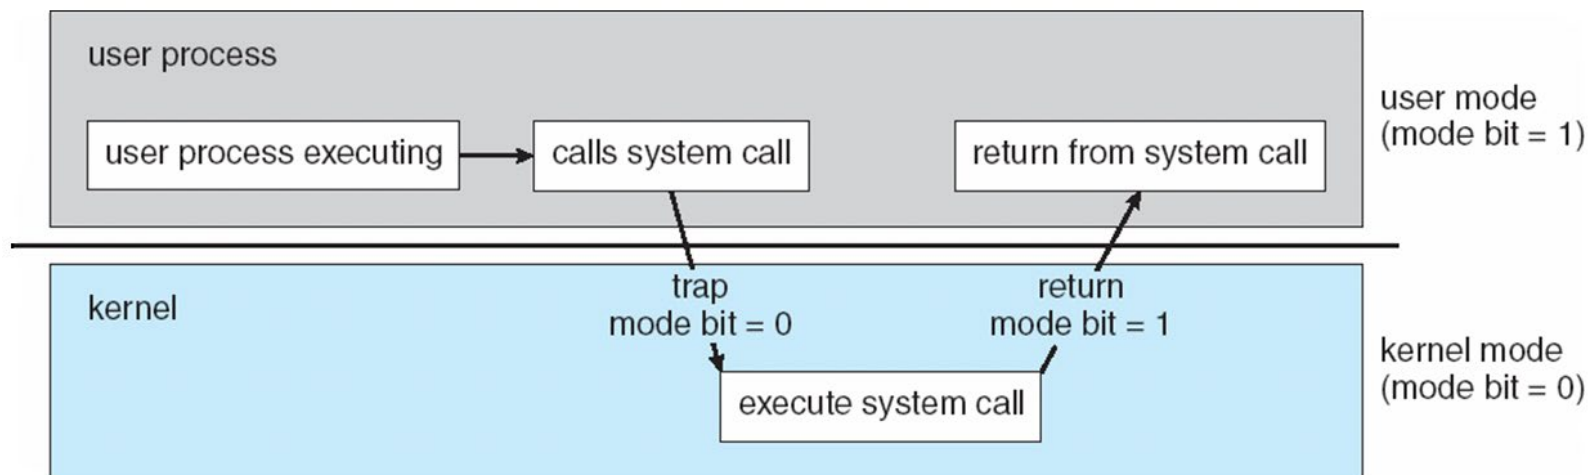 user process
user process executing
calls system call
return from system call
user mode
(mode bit = 1)
kernel
trap
mode bit = 0
return
mode bit = 1
execute system call
kernel mode
(mode bit = 0)